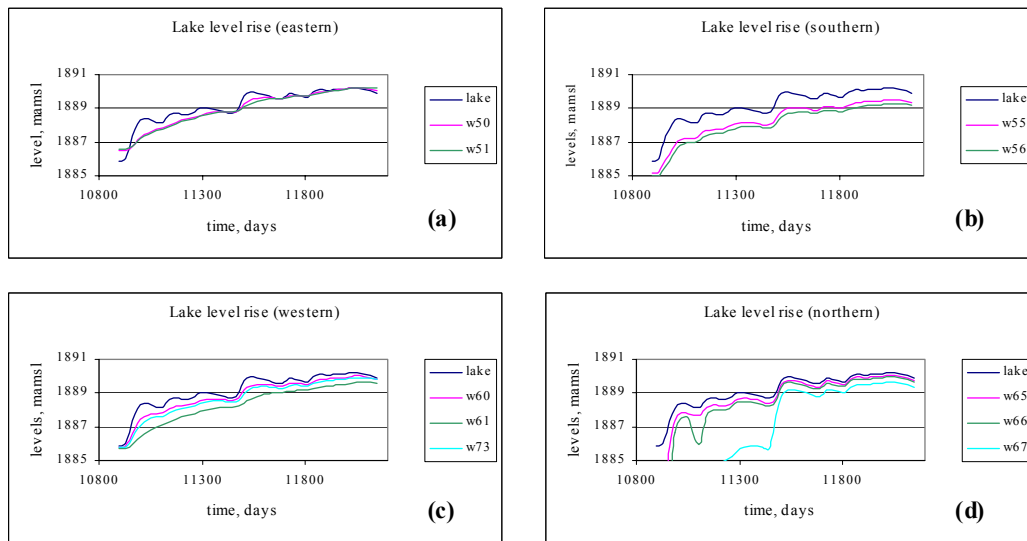 Lake level rise (eastern)
1891
1889
1887
1885
10800 11300 11800
level, mamsl
time, days
lake
w50
w51
(a)
Lake level rise (southern)
1891
1889
1887
1885
10800 11300 11800
levels, mamsl
time, days
lake
w55
w56
(b)
Lake level rise (western)
1891
1889
1887
1885
10800 11300 11800
levels, mamsl
time, days
lake
w60
w61
w73
(c)
Lake level rise (northern)
1891
1889
1887
1885
10800 11300 11800
levels, mamsl
time, days
lake
w65
w66
w67
(d)